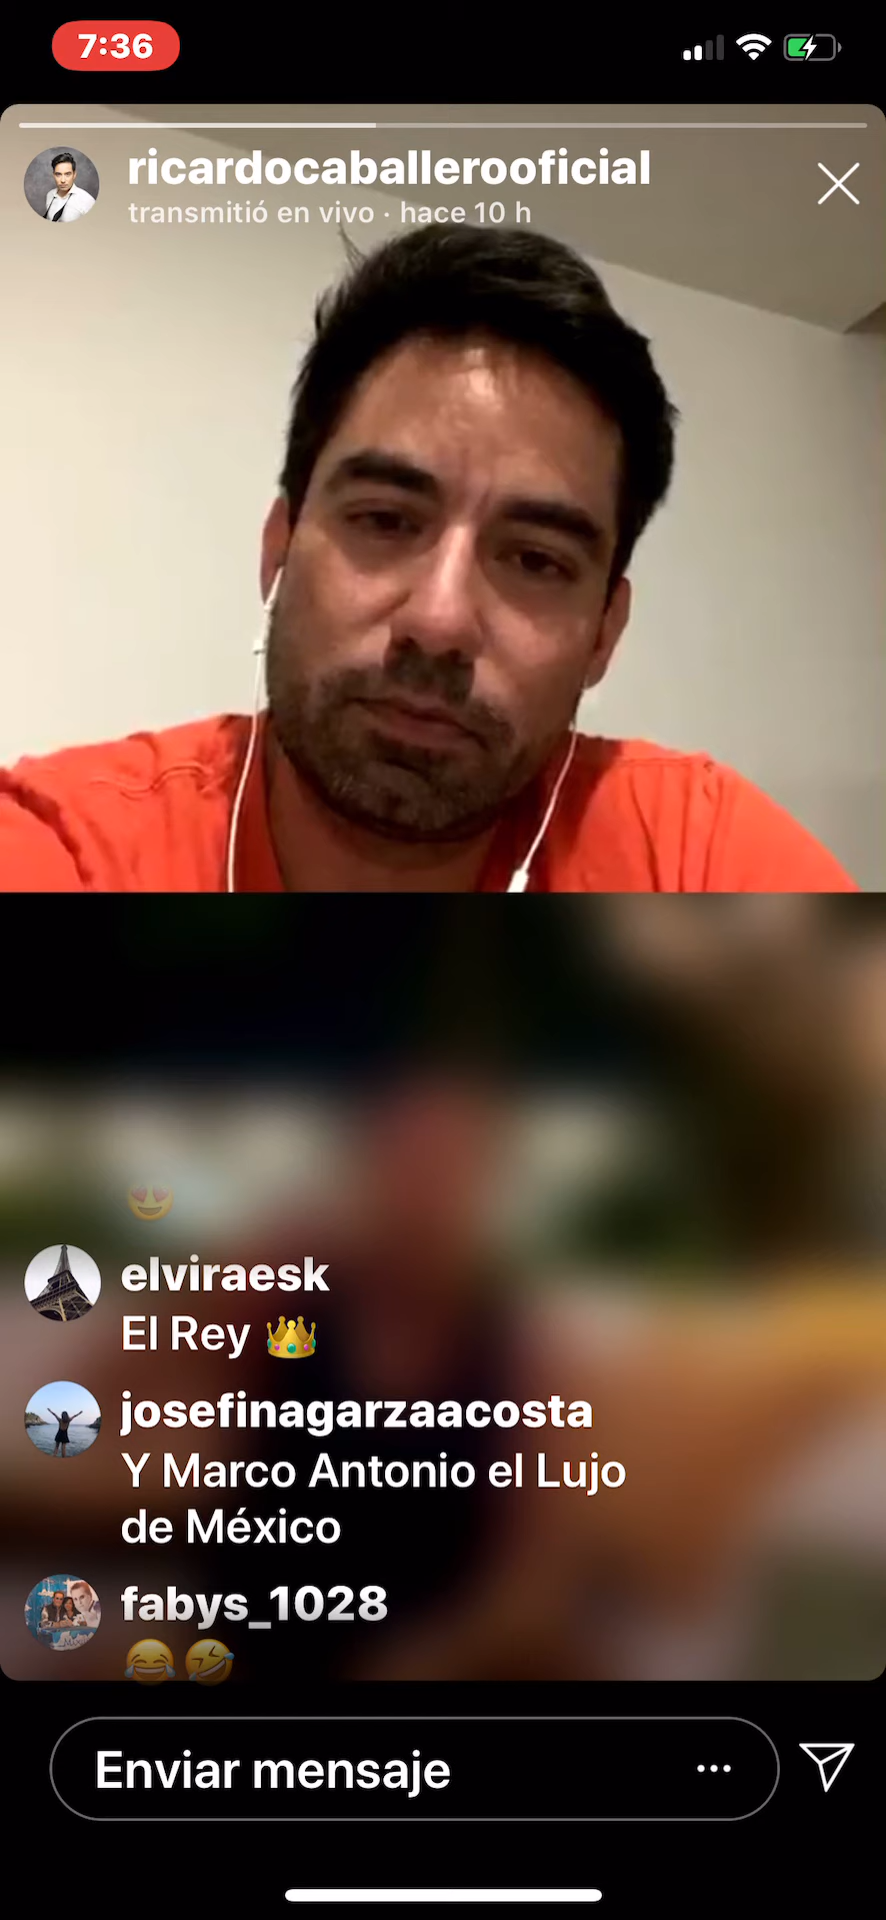 7:36
ricardocaballerooficial
transmitió en vivo · hace 10 h
😍
elviraesk
El Rey 👑
josefinagarzaacosta
Y Marco Antonio el Lujo
de México
fabys_1028
😂🤣
Enviar mensaje